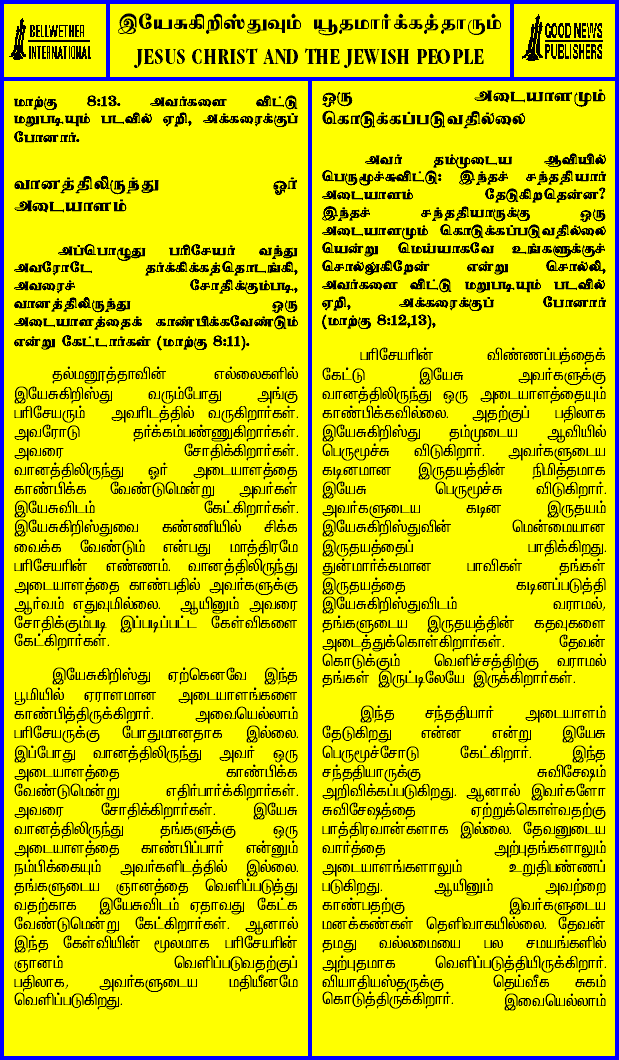 BELLWETHER
INTERNATIONAL
இயேசுகிறிஸ்துவும் யூதமார்க்கத்தாரும்
JESUS CHRIST AND THE JEWISH PEOPLE
GOOD NEWS
PUBLISHERS
மாற்கு 8:13. அவர்களை விட்டு
மறுபடியும் படவில் ஏறி, அக்கரைக்குப்
போனார்.
வானத்திலிருந்து ஓர்
அடையாளம்
அப்பொழுது பரிசேயர் வந்து
அவரோடே தர்க்கிக்கத்தொடங்கி,
அவரைச் சோதிக்கும்படி,
வானத்திலிருந்து ஒரு
அடையாளத்தைக் காண்பிக்கவேண்டும்
என்று கேட்டார்கள் (மாற்கு 8:11).
தல்மனூத்தாவின் எல்லைகளில்
இயேசுகிறிஸ்து வரும்போது அங்கு
பரிசேயரும் அவரிடத்தில் வருகிறார்கள்.
அவரோடு தர்க்கம்பண்ணுகிறார்கள்.
அவரை சோதிக்கிறார்கள்.
வானத்திலிருந்து ஓர் அடையாளத்தை
காண்பிக்க வேண்டுமென்று அவர்கள்
இயேசுவிடம் கேட்கிறார்கள்.
இயேசுகிறிஸ்துவை கண்ணியில் சிக்க
வைக்க வேண்டும் என்பது மாத்திரமே
பரிசேயரின் எண்ணம். வானத்திலிருந்து
அடையாளத்தை காண்பதில் அவர்களுக்கு
ஆர்வம் எதுவுமில்லை. ஆயினும் அவரை
சோதிக்கும்படி இப்படிப்பட்ட கேள்விகளை
கேட்கிறார்கள்.
இயேசுகிறிஸ்து ஏற்கெனவே இந்த
பூமியில் ஏராளமான அடையாளங்களை
காண்பித்திருக்கிறார். அவையெல்லாம்
பரிசேயருக்கு போதுமானதாக இல்லை.
இப்போது வானத்திலிருந்து அவர் ஒரு
அடையாளத்தை காண்பிக்க
வேண்டுமென்று எதிர்பார்க்கிறார்கள்.
அவரை சோதிக்கிறார்கள். இயேசு
வானத்திலிருந்து தங்களுக்கு ஒரு
அடையாளத்தை காண்பிப்பார் என்னும்
நம்பிக்கையும் அவர்களிடத்தில் இல்லை.
தங்களுடைய ஞானத்தை வெளிப்படுத்து
வதற்காக இயேசுவிடம் ஏதாவது கேட்க
வேண்டுமென்று கேட்கிறார்கள். ஆனால்
இந்த கேள்வியின் மூலமாக பரிசேயரின்
ஞானம் வெளிப்படுவதற்குப்
பதிலாக, அவர்களுடைய மதியீனமே
வெளிப்படுகிறது.
ஒரு அடையாளமும்
கொடுக்கப்படுவதில்லை
அவர் தம்முடைய ஆவியில்
பெருமூச்சுவிட்டு: இந்தச் சந்ததியார்
அடையாளம் தேடுகிறதென்ன?
இந்தச் சந்ததியாருக்கு ஒரு
அடையாளமும் கொடுக்கப்படுவதில்லை
யென்று மெய்யாகவே உங்களுக்குச்
சொல்லுகிறேன் என்று சொல்லி,
அவர்களை விட்டு மறுபடியும் படவில்
ஏறி, அக்கரைக்குப் போனார்
(மாற்கு 8:12,13),
பரிசேயரின் விண்ணப்பத்தைக்
கேட்டு இயேசு அவர்களுக்கு
வானத்திலிருந்து ஒரு அடையாளத்தையும்
காண்பிக்கவில்லை. அதற்குப் பதிலாக
இயேசுகிறிஸ்து தம்முடைய ஆவியில்
பெருமூச்சு விடுகிறார். அவர்களுடைய
கடினமான இருதயத்தின் நிமித்தமாக
இயேசு பெருமூச்சு விடுகிறார்.
அவர்களுடைய கடின இருதயம்
இயேசுகிறிஸ்துவின் மென்மையான
இருதயத்தைப் பாதிக்கிறது.
துன்மார்க்கமான பாவிகள் தங்கள்
இருதயத்தை கடினப்படுத்தி
இயேசுகிறிஸ்துவிடம் வராமல்,
தங்களுடைய இருதயத்தின் கதவுகளை
அடைத்துக்கொள்கிறார்கள். தேவன்
கொடுக்கும் வெளிச்சத்திற்கு வராமல்
தங்கள் இருட்டிலேயே இருக்கிறார்கள்.
இந்த சந்ததியார் அடையாளம்
தேடுகிறது என்ன என்று இயேசு
பெருமூச்சோடு கேட்கிறார். இந்த
சந்ததியாருக்கு சுவிசேஷம்
அறிவிக்கப்படுகிறது. ஆனால் இவர்களோ
சுவிசேஷத்தை ஏற்றுக்கொள்வதற்கு
பாத்திரவான்களாக இல்லை. தேவனுடைய
வார்த்தை அற்புதங்களாலும்
அடையாளங்களாலும் உறுதிபண்ணப்
படுகிறது. ஆயினும் அவற்றை
காண்பதற்கு இவர்களுடைய
மனக்கண்கள் தெளிவாகயில்லை. தேவன்
தமது வல்லமையை பல சமயங்களில்
அற்புதமாக வெளிப்படுத்தியிருக்கிறார்.
வியாதியஸ்தருக்கு தெய்வீக சுகம்
கொடுத்திருக்கிறார். இவையெல்லாம்